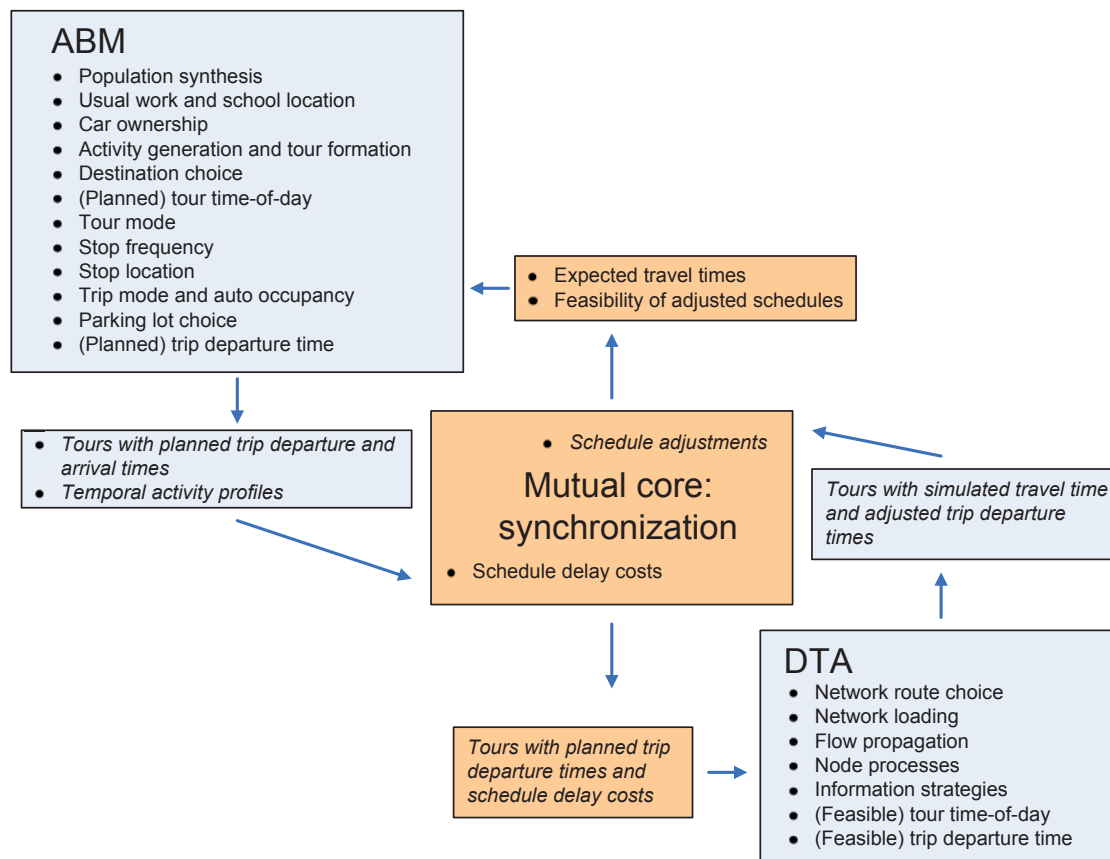 ABM
• Population synthesis
• Usual work and school location
• Car ownership
• Activity generation and tour formation
• Destination choice
• (Planned) tour time-of-day
• Tour mode
• Stop frequency
• Stop location
• Trip mode and auto occupancy
• Parking lot choice
• (Planned) trip departure time
• Expected travel times
• Feasibility of adjusted schedules
• Tours with planned trip departure and
arrival times
• Temporal activity profiles
• Schedule adjustments
Mutual core:
synchronization
• Schedule delay costs
Tours with simulated travel time
and adjusted trip departure
times
Tours with planned trip
departure times and
schedule delay costs
DTA
• Network route choice
• Network loading
• Flow propagation
• Node processes
• Information strategies
• (Feasible) tour time-of-day
• (Feasible) trip departure time